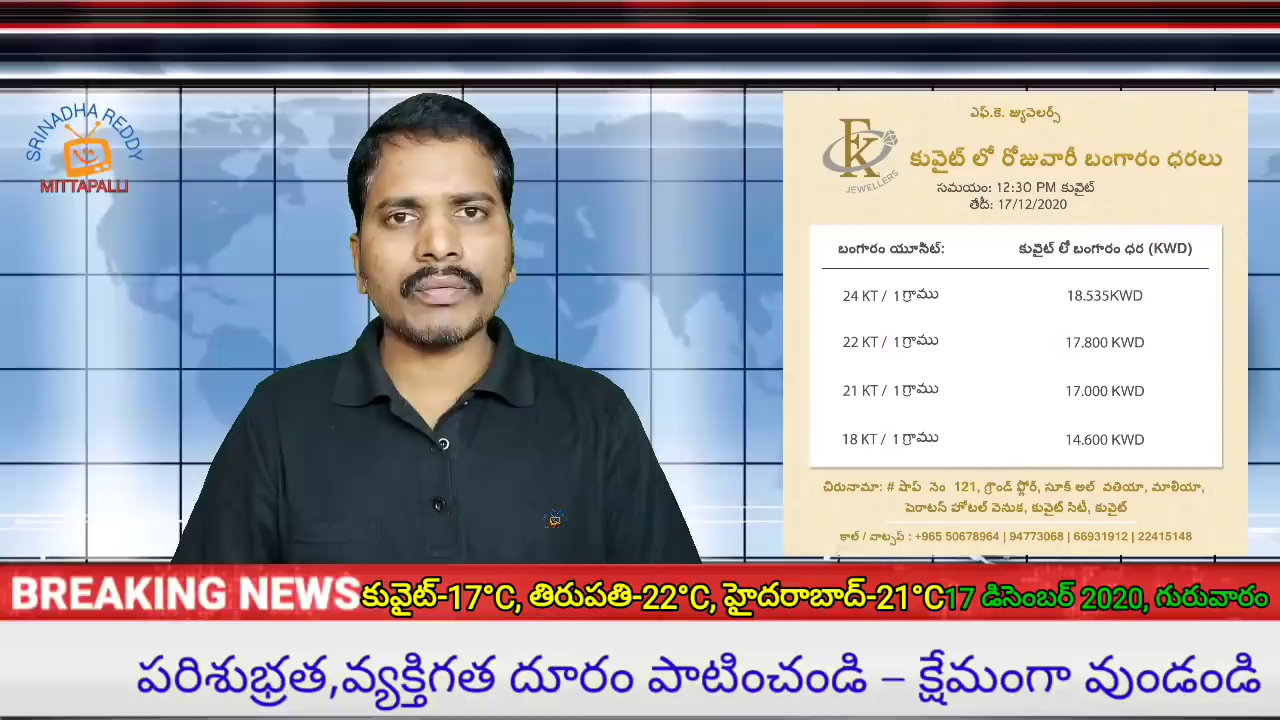 SRINADHA REDDY
MITTAPALLI
ఎఫ్.కె. జ్యువెలర్స్
FK
JEWELLERS
కువైట్ లో రోజువారీ బంగారం ధరలు
సమయం: 12:30 PM కువైట్
తేదీ: 17/12/2020
బంగారం యూనిట్: కువైట్ లో బంగారం ధర (KWD)
24 KT / 1 గ్రాము 18.535KWD
22 KT / 1 గ్రాము 17.800 KWD
21 KT / 1 గ్రాము 17.000 KWD
18 KT / 1 గ్రాము 14.600 KWD
చిరునామా: # షాప్ నెం 121, గ్రౌండ్ ఫ్లోర్, సూక్ అల్ వతియా, మాలియా,
షెరాటన్ హోటల్ వెనుక, కువైట్ సిటీ, కువైట్
కాల్ / వాట్సప్ : +965 50678964 | 94773068 | 66931912 | 22415148
BREAKING NEWS కువైట్-17°C, తిరుపతి-22°C, హైదరాబాద్-21°C 17 డిసెంబర్ 2020, గురువారం
పరిశుభ్రత,వ్యక్తిగత దూరం పాటించండి – క్షేమంగా వుండండి